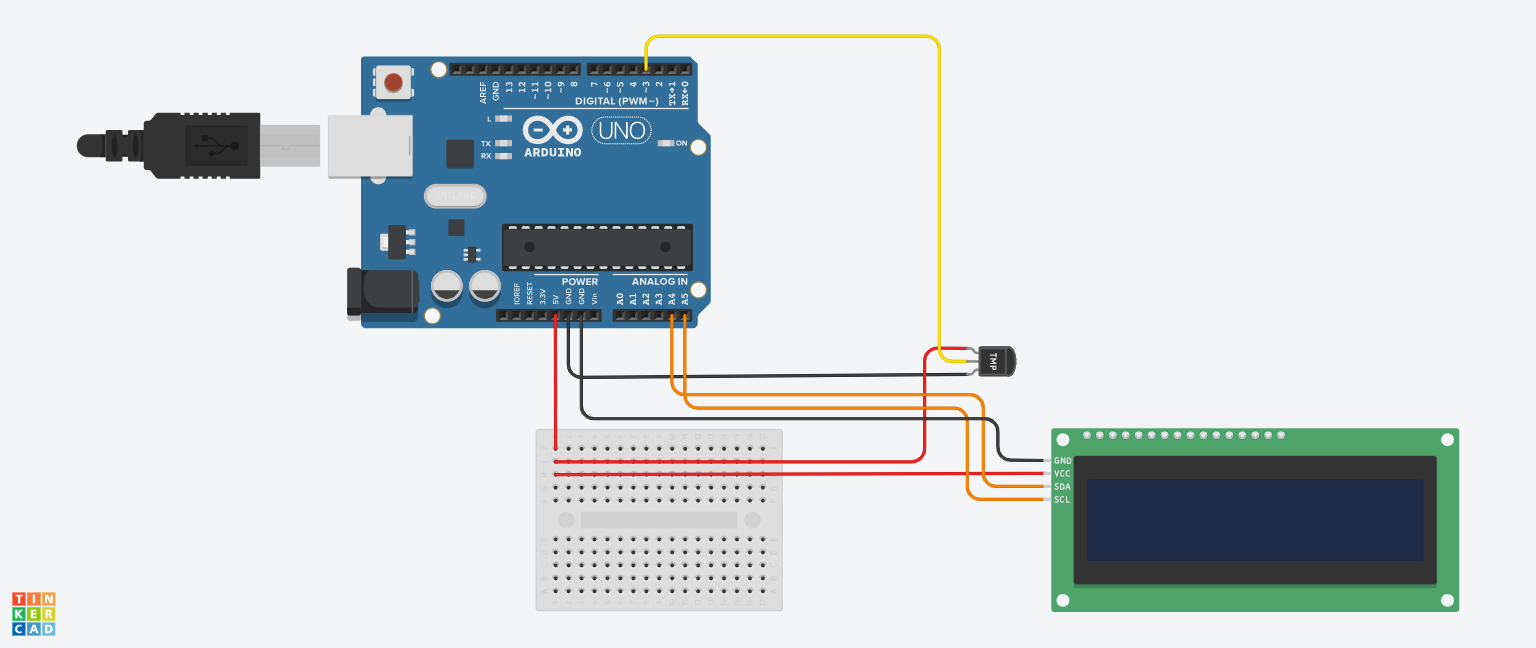 AREF
GND
13
12
~11
~10
~9
8
7
~6
~5
4
~3
2
TX→1
RX←0
DIGITAL (PWM~)
L
TX
RX
UNO
ARDUINO
ON
POWER
ANALOG IN
IOREF
RESET
3.3V
5V
GND
GND
Vin
A0
A1
A2
A3
A4
A5
TMP
GND
VCC
SDA
SCL
TIN
KER
CAD